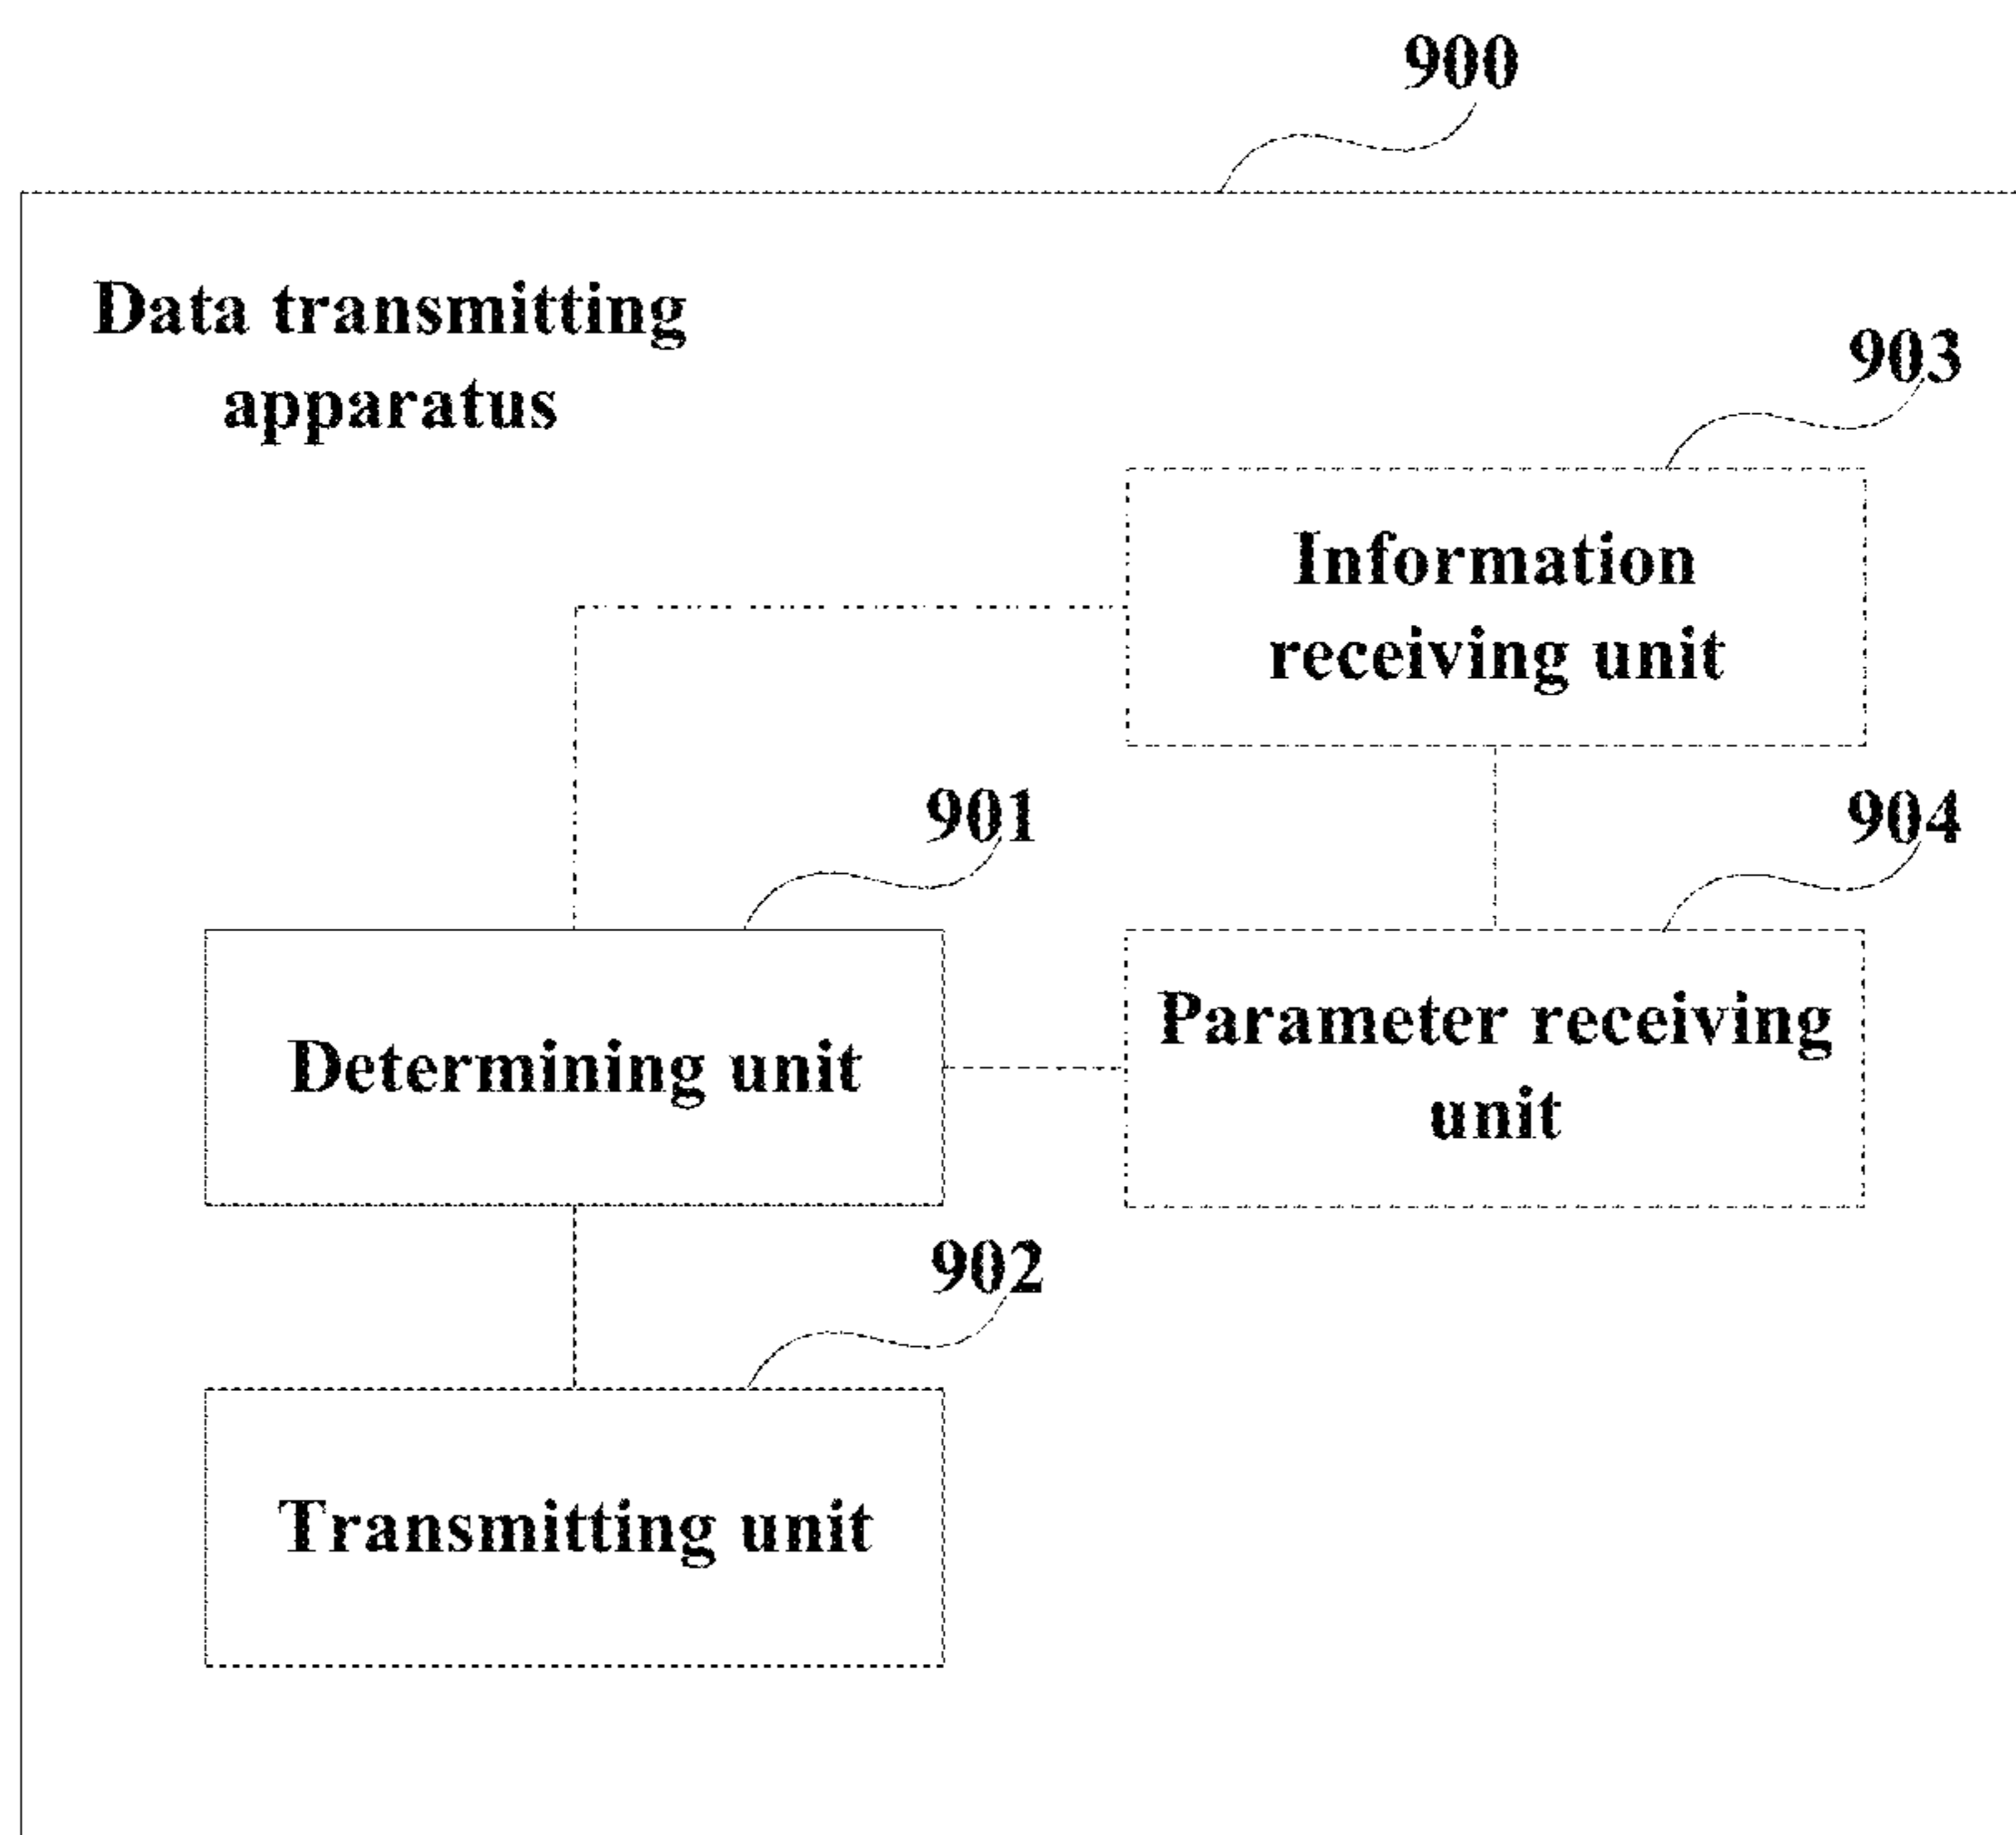 900
Data transmitting
apparatus
903
Information
receiving unit
901
904
Determining unit
Parameter receiving
unit
902
Transmitting unit